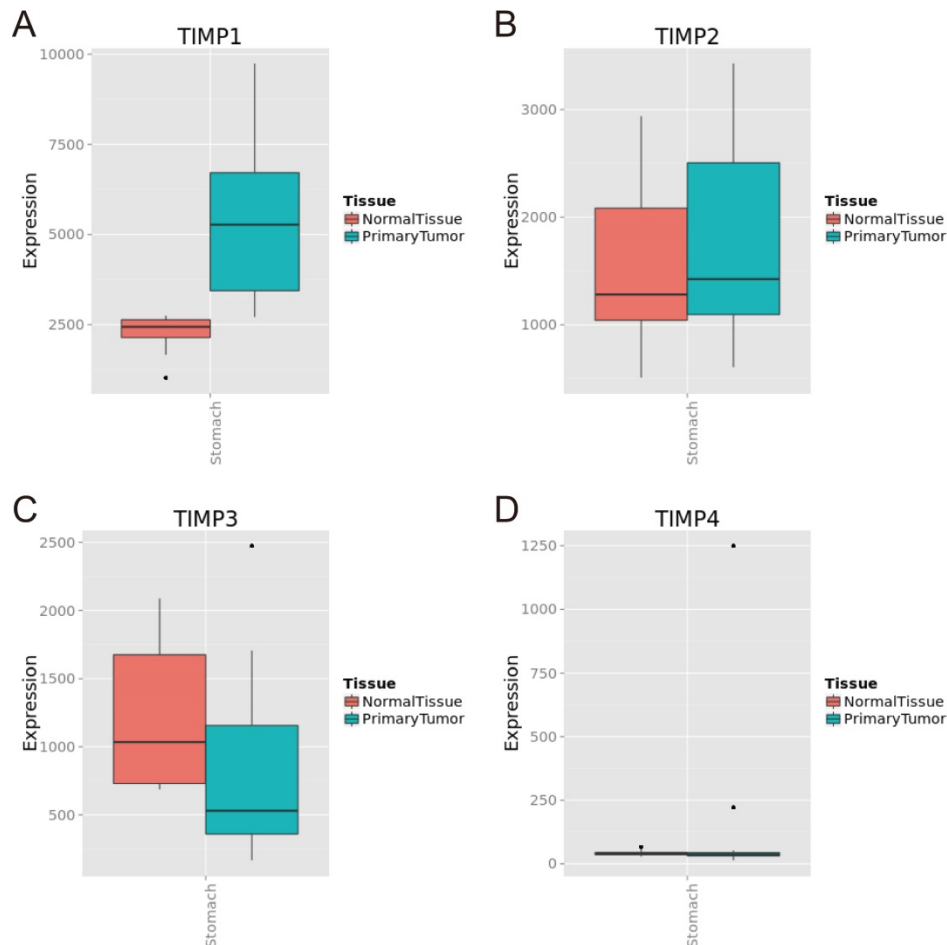 A
TIMP1
10000
7500
5000
2500
Expression
Stomach
Tissue
NormalTissue
PrimaryTumor
B
TIMP2
3000
2000
1000
Expression
Stomach
Tissue
NormalTissue
PrimaryTumor
C
TIMP3
2500
2000
1500
1000
500
Expression
Stomach
Tissue
NormalTissue
PrimaryTumor
D
TIMP4
1250
1000
750
500
250
0
Expression
Stomach
Tissue
NormalTissue
PrimaryTumor